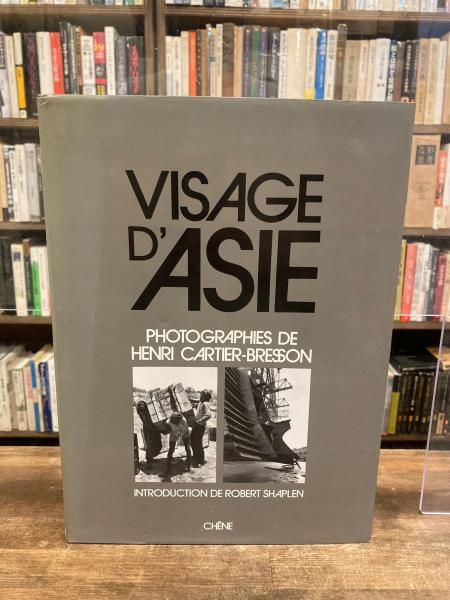 VISAGE
D'ASIE
PHOTOGRAPHIES DE
HENRI CARTIER-BRESSON
INTRODUCTION DE ROBERT SHAPLEN
CHÊNE